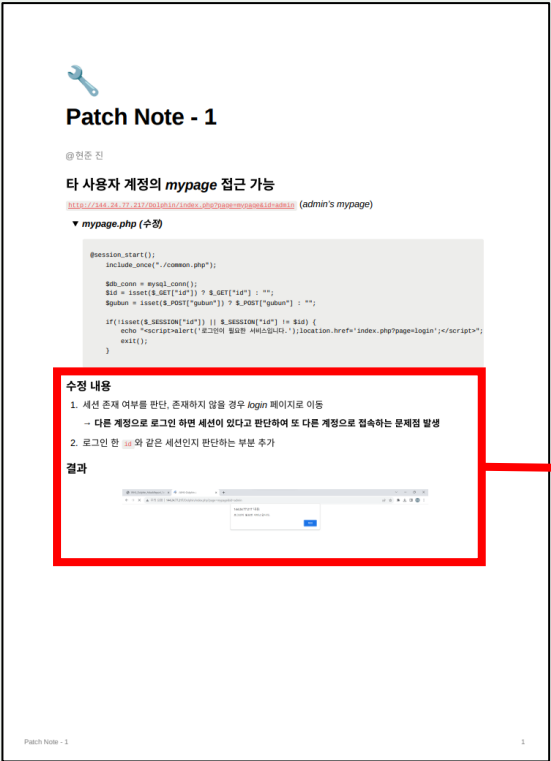 Patch Note - 1
@현준 진
타 사용자 계정의 mypage 접근 가능
http://144.24.77.217/Dolphin/index.php?page=mypage&id=admin (admin's mypage)
▼ mypage.php (수정)
@session_start();
include_once("./common.php");
$db_conn = mysql_conn();
$id = isset($_GET["id"]) ? $_GET["id"] : "";
$gubun = isset($_POST["gubun"]) ? $_POST["gubun"] : "";
if(!isset($_SESSION["id"]) || $_SESSION["id"] != $id) {
echo "<script>alert('로그인이 필요한 서비스입니다.');location.href='index.php?page=login';</script>";
exit();
}
수정 내용
1. 세션 존재 여부를 판단, 존재하지 않을 경우 login 페이지로 이동
→ 다른 계정으로 로그인 하면 세션이 있다고 판단하여 또 다른 계정으로 접속하는 문제점 발생
2. 로그인 한 id 와 같은 세션인지 판단하는 부분 추가
결과
Patch Note - 1
1